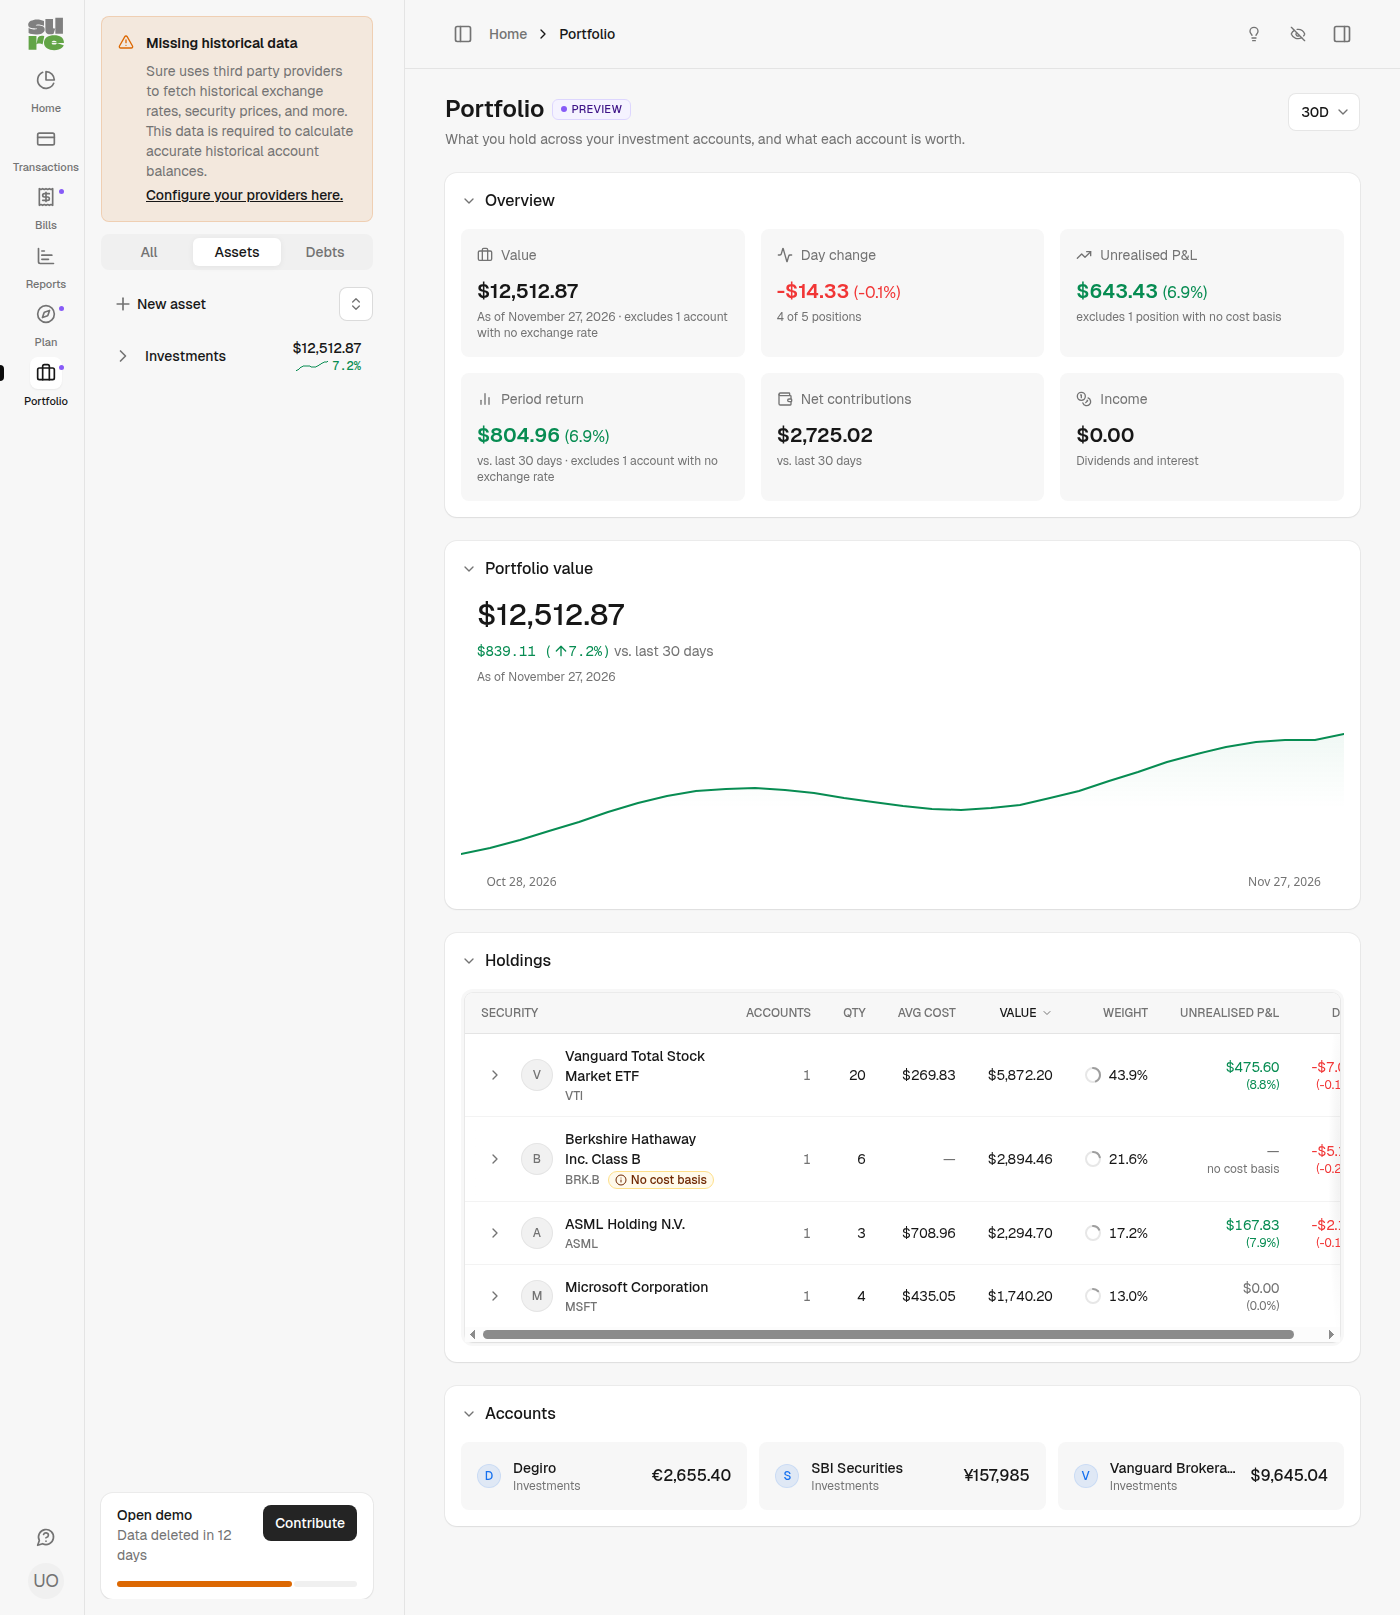 sure
Home
Transactions
Bills
Reports
Plan
Portfolio
UO
Missing historical data
Sure uses third party providers
to fetch historical exchange
rates, security prices, and more.
This data is required to calculate
accurate historical account
balances.
Configure your providers here.
All Assets Debts
New asset
Investments $12,512.87
7.2%
Open demo
Data deleted in 12
days
Contribute
Home Portfolio
Portfolio PREVIEW
What you hold across your investment accounts, and what each account is worth.
30D
Overview
Value
$12,512.87
As of November 27, 2026 · excludes 1 account
with no exchange rate
Day change
-$14.33 (-0.1%)
4 of 5 positions
Unrealised P&L
$643.43 (6.9%)
excludes 1 position with no cost basis
Period return
$804.96 (6.9%)
vs. last 30 days · excludes 1 account with no
exchange rate
Net contributions
$2,725.02
vs. last 30 days
Income
$0.00
Dividends and interest
Portfolio value
$12,512.87
$839.11 (↑7.2%) vs. last 30 days
As of November 27, 2026
Oct 28, 2026 Nov 27, 2026
Holdings
SECURITY ACCOUNTS QTY AVG COST VALUE WEIGHT UNREALISED P&L
V Vanguard Total Stock
Market ETF
VTI
1 20 $269.83 $5,872.20 43.9% $475.60
(8.8%)
B Berkshire Hathaway
Inc. Class B
BRK.B No cost basis
1 6 — $2,894.46 21.6% —
no cost basis
A ASML Holding N.V.
ASML
1 3 $708.96 $2,294.70 17.2% $167.83
(7.9%)
M Microsoft Corporation
MSFT
1 4 $435.05 $1,740.20 13.0% $0.00
(0.0%)
Accounts
D Degiro
Investments
€2,655.40
S SBI Securities
Investments
¥157,985
V Vanguard Brokera...
Investments
$9,645.04